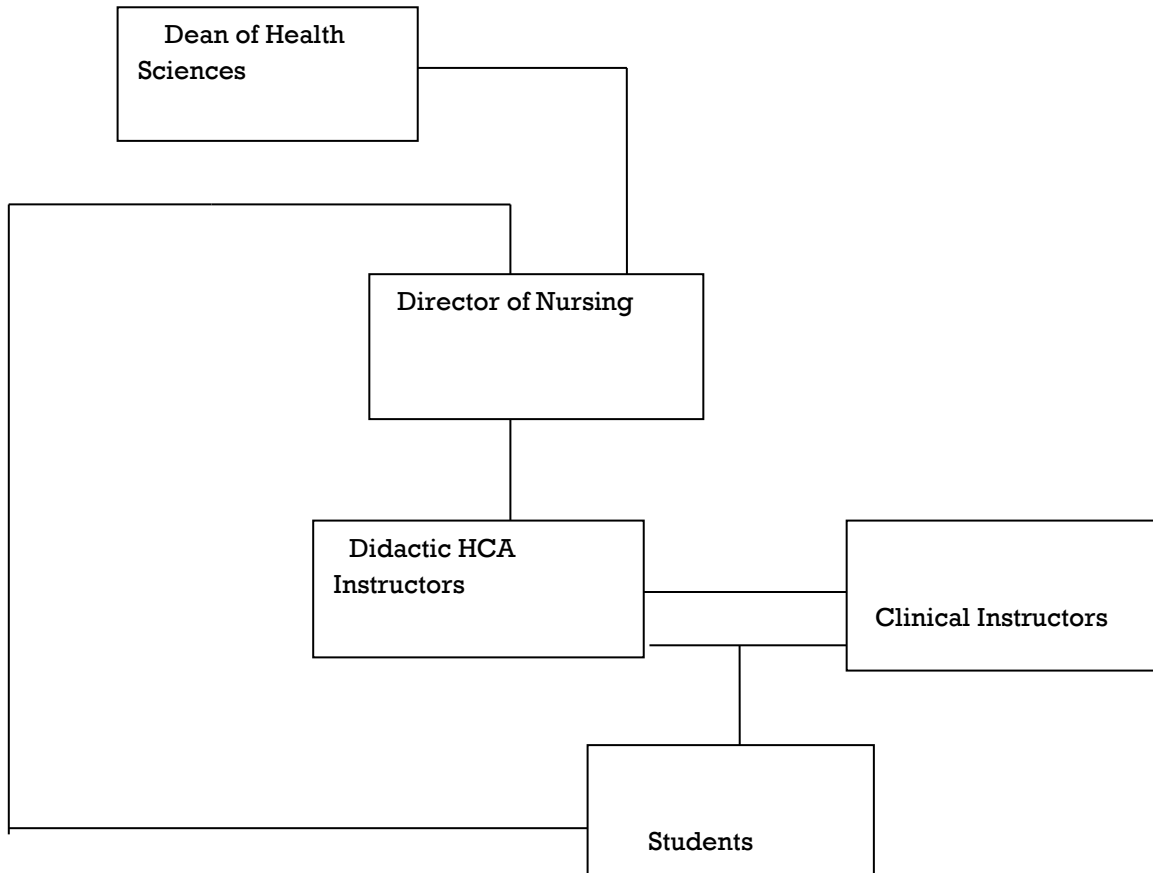 Dean of Health
Sciences
Director of Nursing
Didactic HCA
Instructors
Clinical Instructors
Students